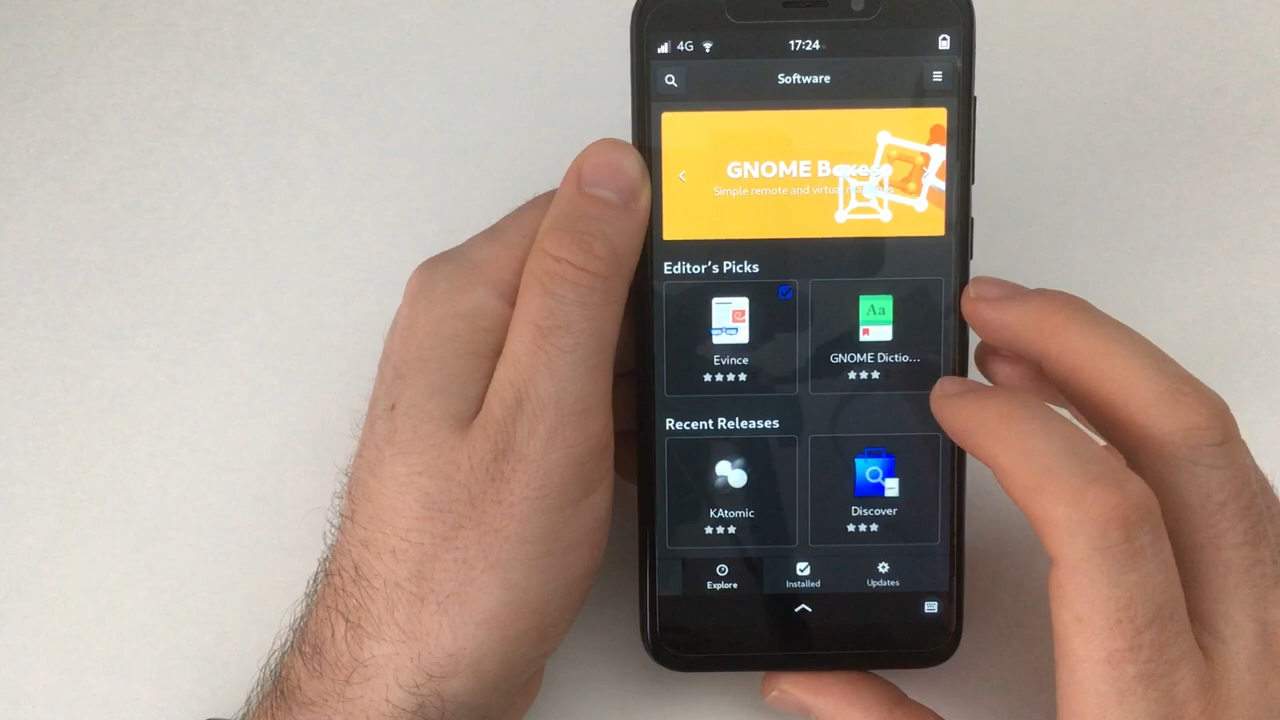 4G 17:24
Software
GNOME Boxes
Simple remote and virtual machines
Editor's Picks
Evince
GNOME Dictio...
Aa
Recent Releases
KAtomic
Discover
Explore
Installed
Updates